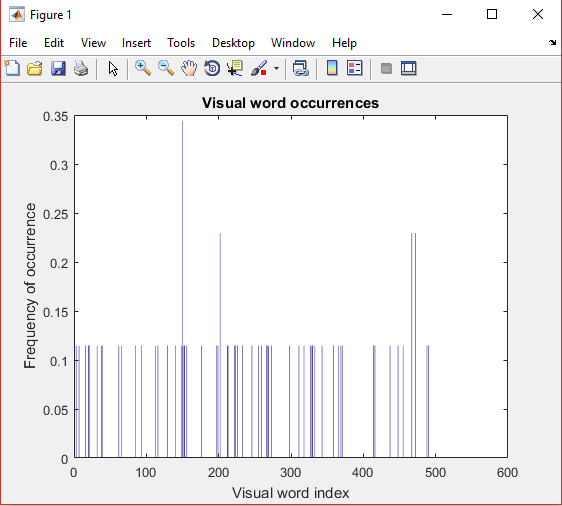 Figure 1
File Edit View Insert Tools Desktop Window Help
Visual word occurrences
Frequency of occurrence
0.35
0.3
0.25
0.2
0.15
0.1
0.05
0
0 100 200 300 400 500 600
Visual word index